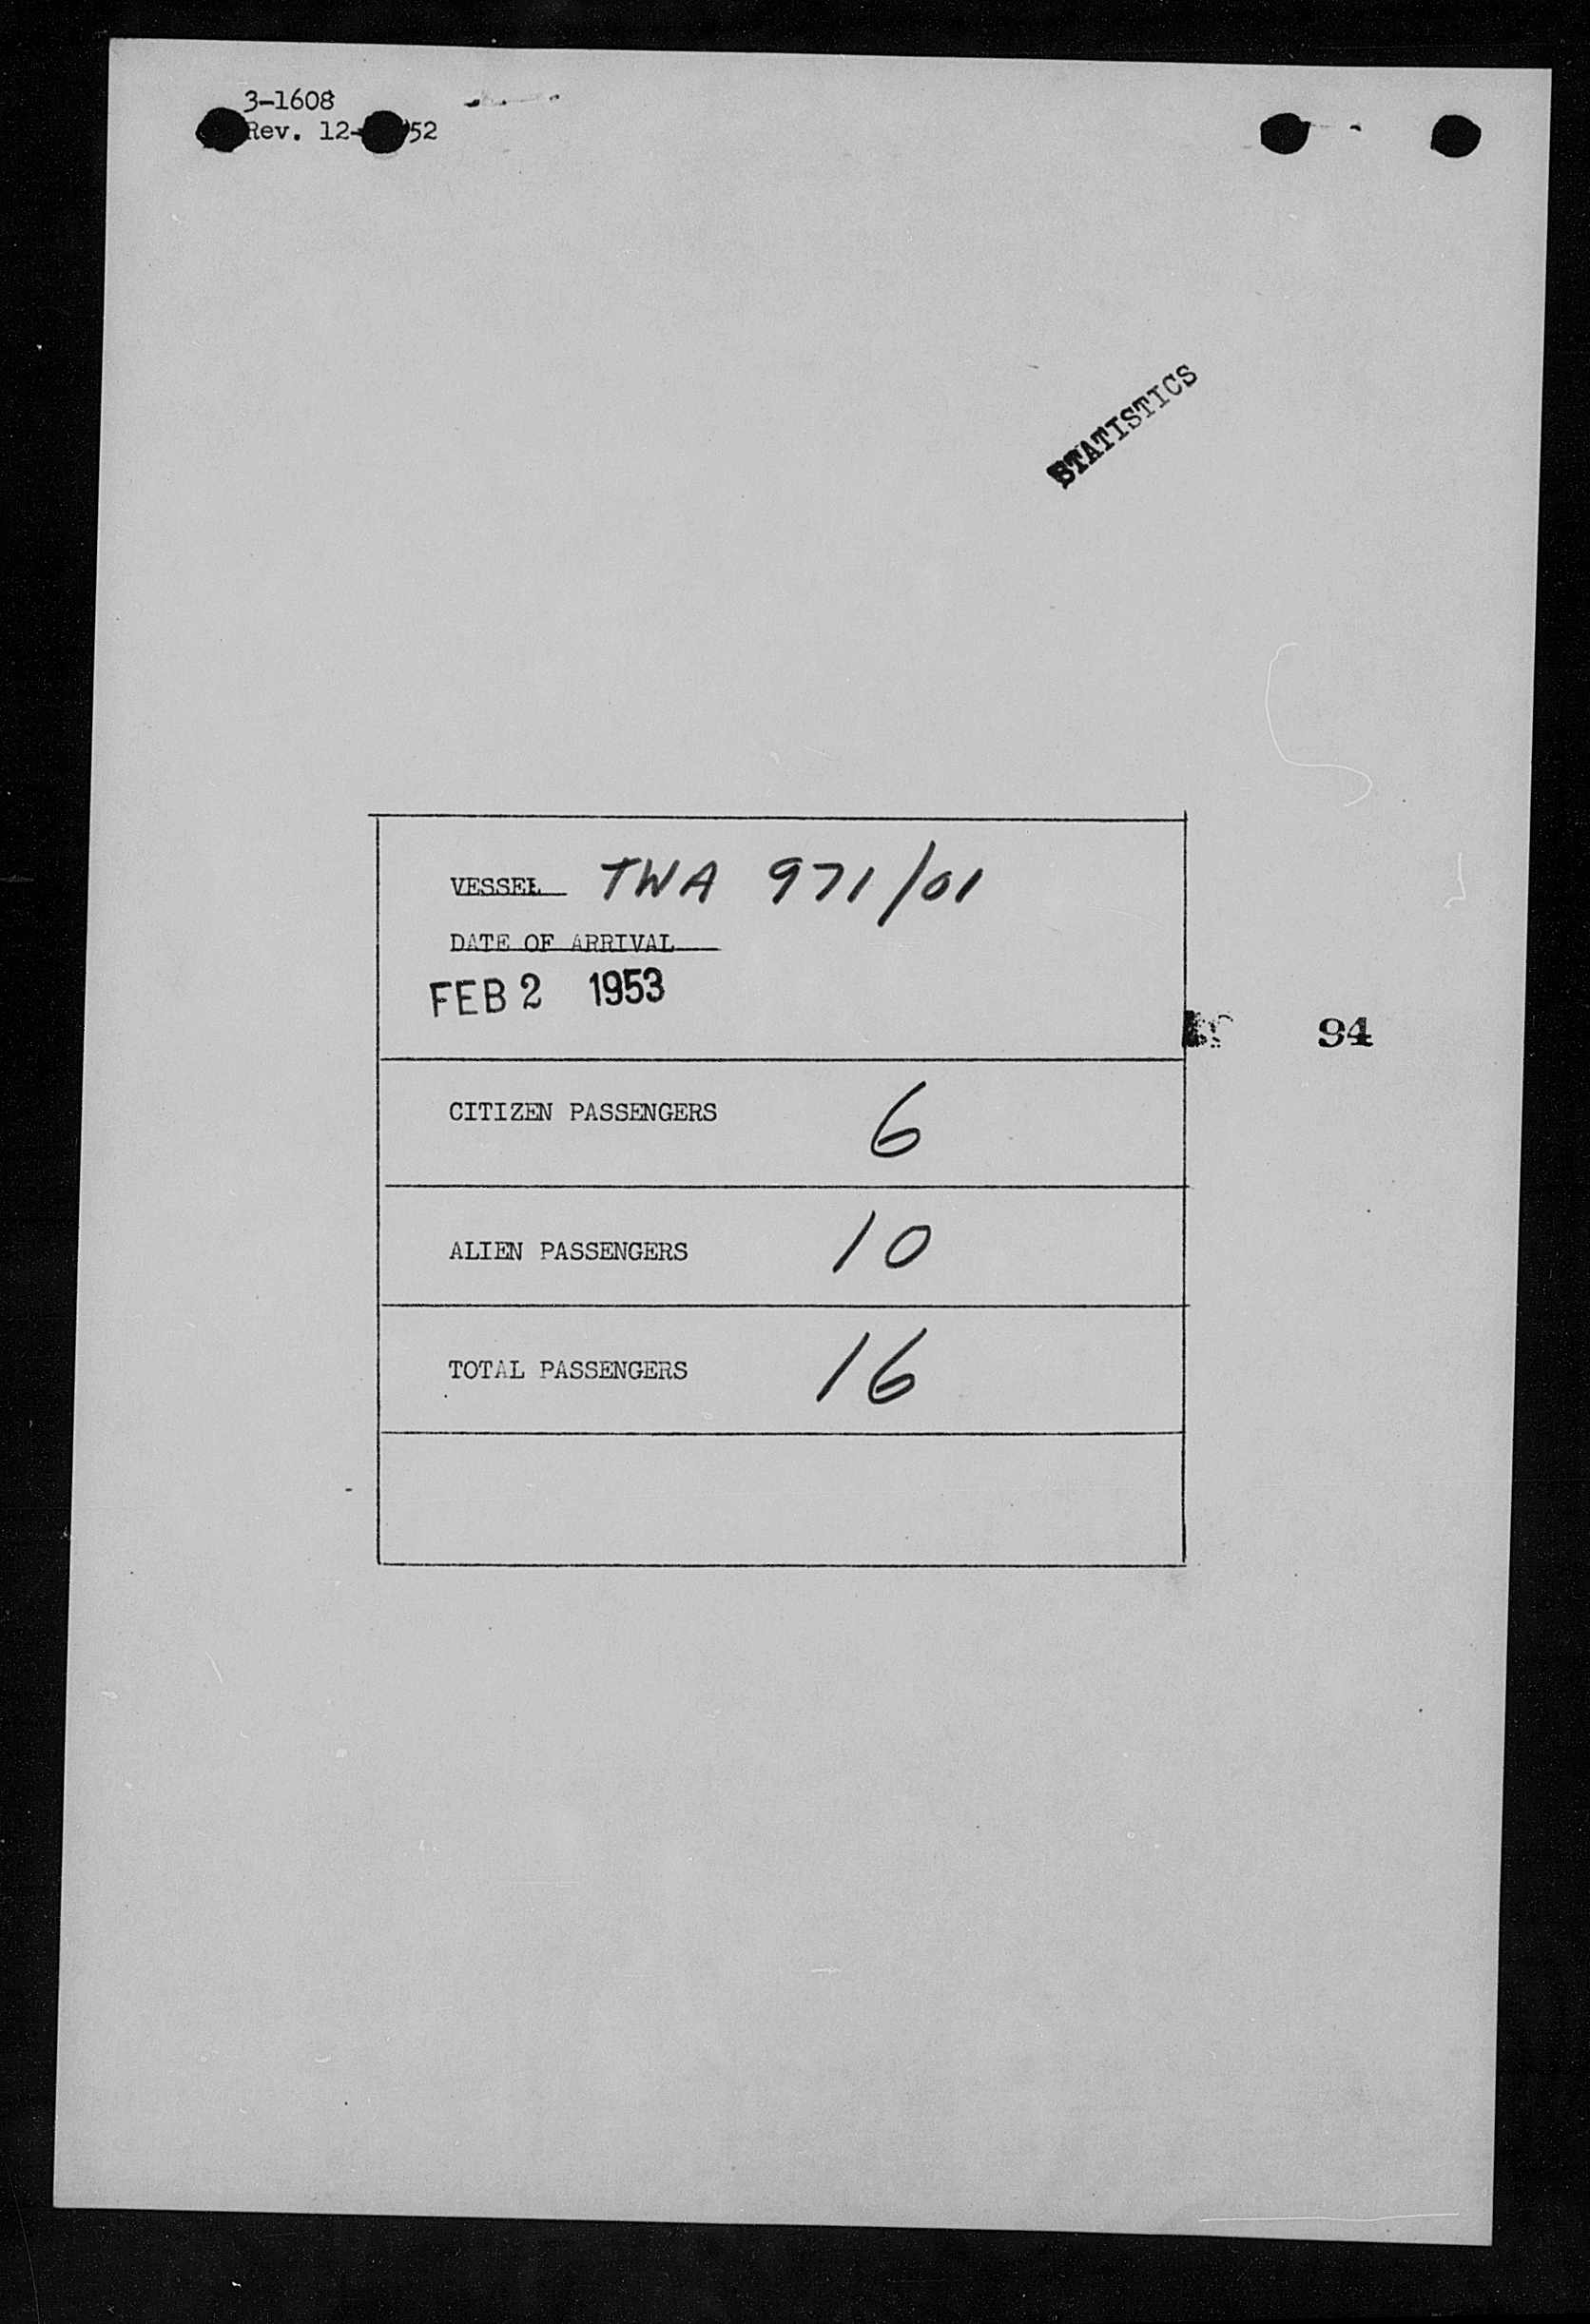 3-1608
Rev. 12- /52
STATISTICS
VESSEL TWA 971/01
DATE OF ARRIVAL
FEB 2 1953
94
CITIZEN PASSENGERS 6
ALIEN PASSENGERS 10
TOTAL PASSENGERS 16